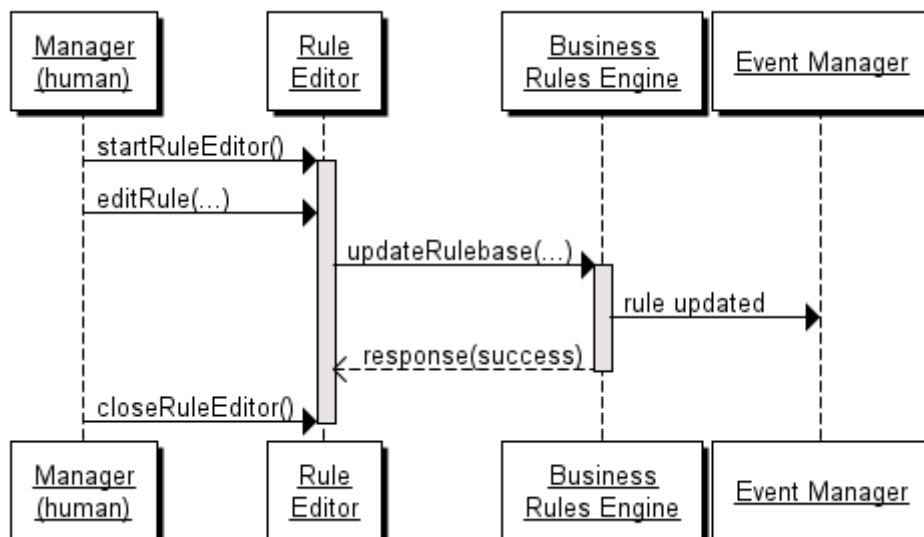 Manager
(human)
Rule
Editor
Business
Rules Engine
Event Manager
startRuleEditor()
editRule(...)
updateRulebase(...)
rule updated
response(success)
closeRuleEditor()
Manager
(human)
Rule
Editor
Business
Rules Engine
Event Manager